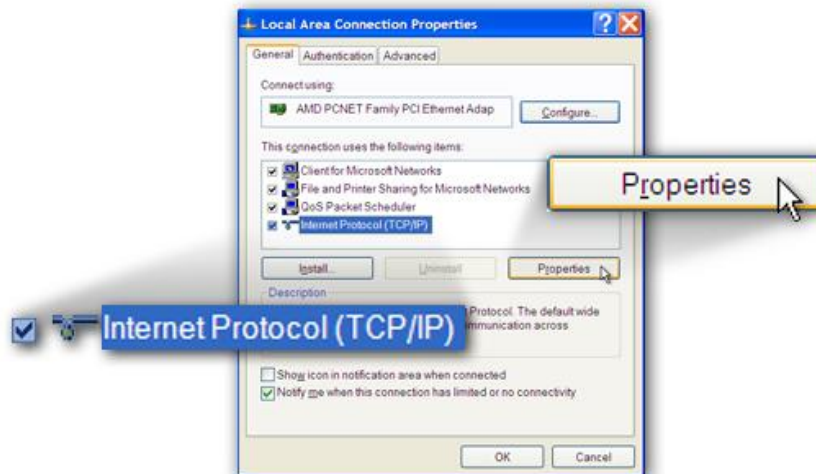 Local Area Connection Properties
General Authentication Advanced
Connect using:
AMD PCNET Family PCI Ethernet Adap Configure...
This connection uses the following items:
Client for Microsoft Networks
File and Printer Sharing for Microsoft Networks
QoS Packet Scheduler
Internet Protocol (TCP/IP)
Properties
Install... Uninstall Properties
Description
Protocol. The default wide
across
Internet Protocol (TCP/IP)
Show icon in notification area when connected
Notify me when this connection has limited or no connectivity
OK Cancel